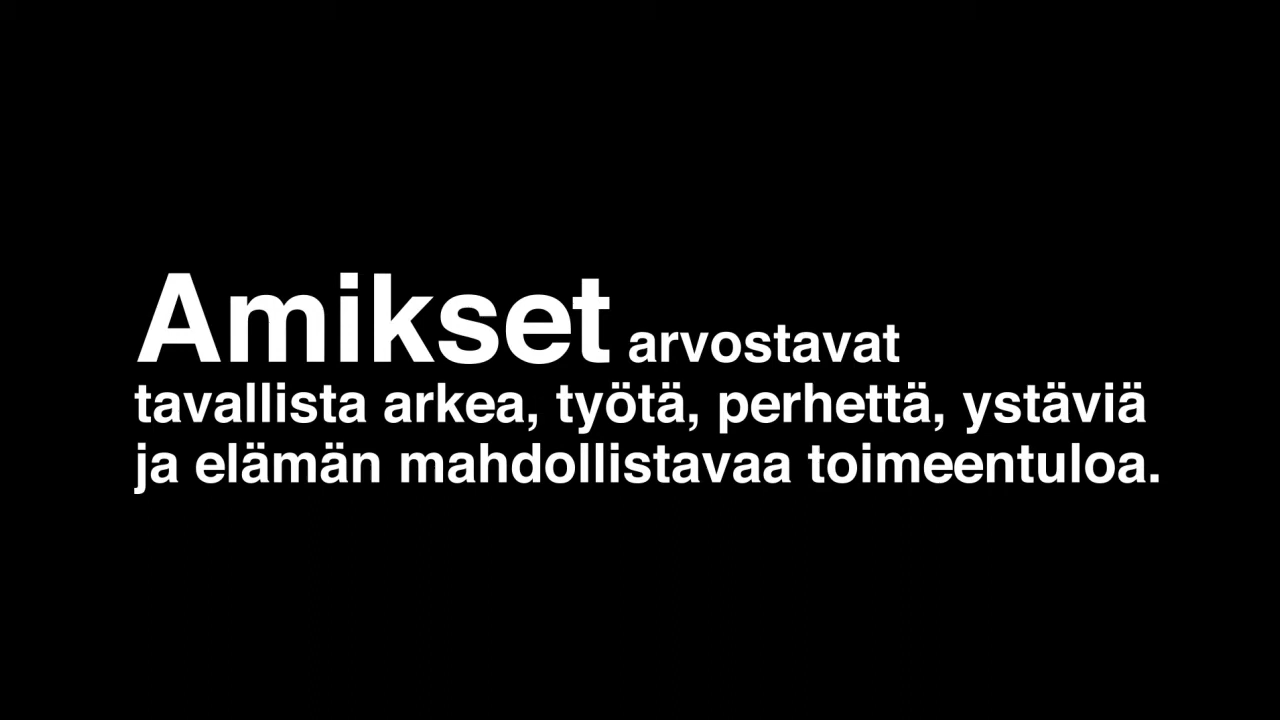 Amikset arvostavat
tavallista arkea, työtä, perhettä, ystäviä
ja elämän mahdollistavaa toimeentuloa.